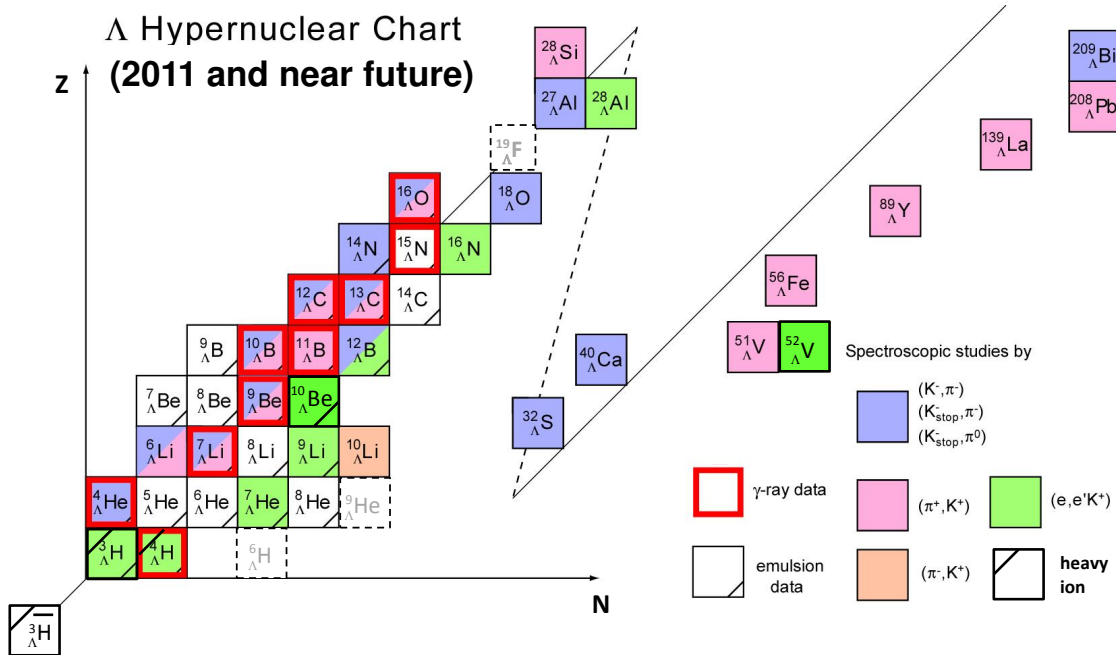 Λ Hypernuclear Chart
(2011 and near future)
Z
²⁸ΛSi
²⁰⁹ΛBi
²⁷ΛAl ²⁸ΛAl
²⁰⁸ΛPb
¹⁹ΛF
¹³⁹ΛLa
¹⁶ΛO ¹⁸ΛO
⁸⁹ΛY
¹⁴ΛN ¹⁵ΛN ¹⁶ΛN
⁵⁶ΛFe
¹²ΛC ¹³ΛC ¹⁴ΛC
⁹ΛB ¹⁰ΛB ¹¹ΛB ¹²ΛB
⁴⁰ΛCa
⁵¹ΛV ⁵²ΛV
⁷ΛBe ⁸ΛBe ⁹ΛBe ¹⁰ΛBe
³²ΛS
⁶ΛLi ⁷ΛLi ⁸ΛLi ⁹ΛLi ¹⁰ΛLi
⁴ΛHe ⁵ΛHe ⁶ΛHe ⁷ΛHe ⁸ΛHe ⁹ΛHe
³ΛH ⁴ΛH ⁶ΛH
N
³ΛH̅
Spectroscopic studies by
(K⁻,π⁻)
(K⁻stop,π⁻)
(K⁻stop,π⁰)
γ-ray data
(π⁺,K⁺)
(e,e'K⁺)
emulsion
data
(π⁻,K⁺)
heavy
ion